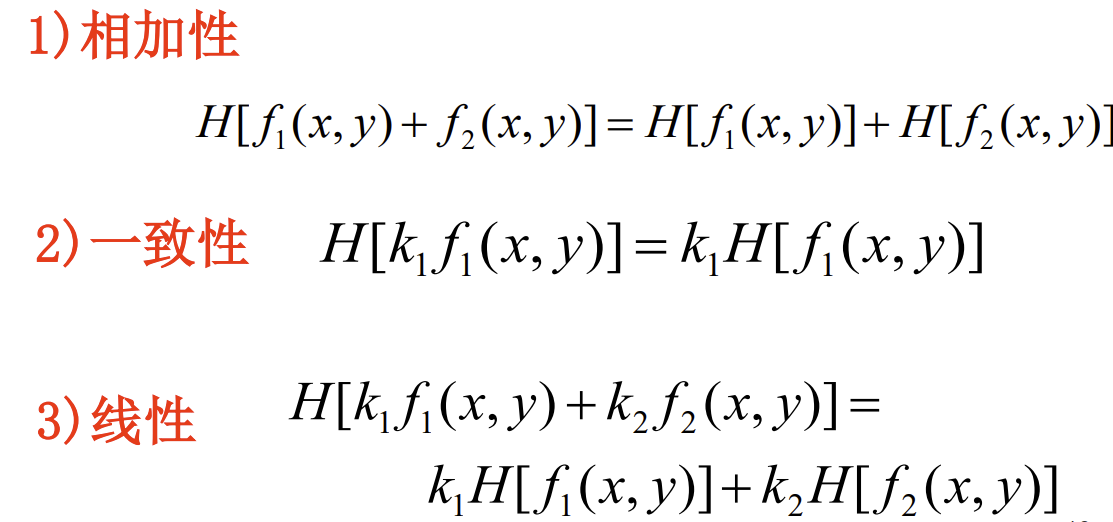 1)相加性
H[f₁(x,y)+f₂(x,y)]=H[f₁(x,y)]+H[f₂(x,y)]
2)一致性 H[k₁f₁(x,y)]=k₁H[f₁(x,y)]
3)线性 H[k₁f₁(x,y)+k₂f₂(x,y)]=
k₁H[f₁(x,y)]+k₂H[f₂(x,y)]